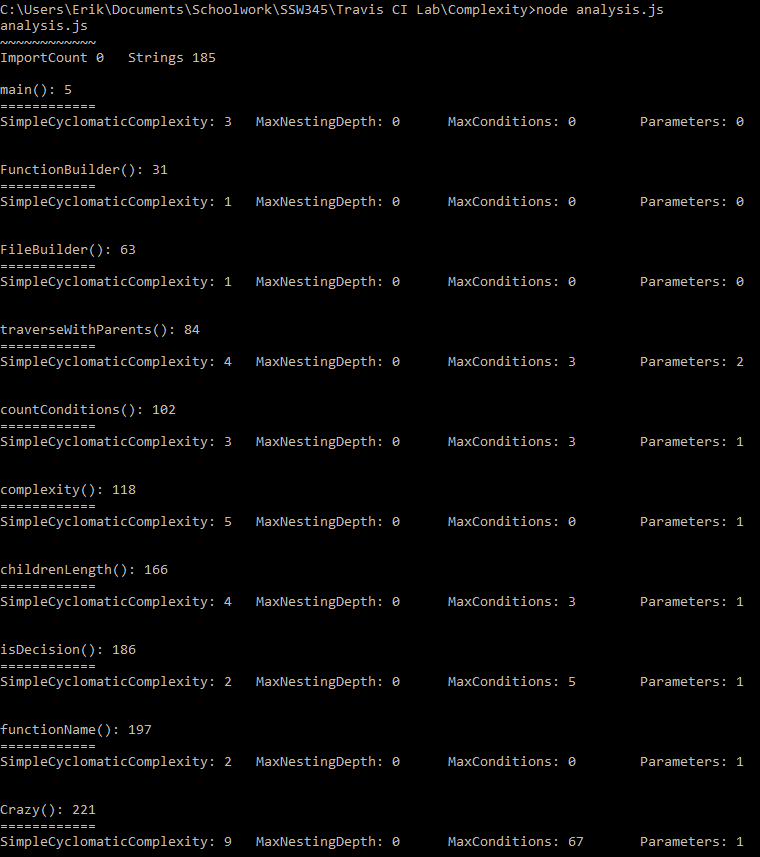 C:\Users\Erik\Documents\Schoolwork\SSW345\Travis CI Lab\Complexity>node analysis.js
analysis.js
~~~~~~~~~~~~
ImportCount 0   Strings 185
main(): 5
============
SimpleCyclomaticComplexity: 3   MaxNestingDepth: 0      MaxConditions: 0        Parameters: 0
FunctionBuilder(): 31
============
SimpleCyclomaticComplexity: 1   MaxNestingDepth: 0      MaxConditions: 0        Parameters: 0
FileBuilder(): 63
============
SimpleCyclomaticComplexity: 1   MaxNestingDepth: 0      MaxConditions: 0        Parameters: 0
traverseWithParents(): 84
============
SimpleCyclomaticComplexity: 4   MaxNestingDepth: 0      MaxConditions: 3        Parameters: 2
countConditions(): 102
============
SimpleCyclomaticComplexity: 3   MaxNestingDepth: 0      MaxConditions: 3        Parameters: 1
complexity(): 118
============
SimpleCyclomaticComplexity: 5   MaxNestingDepth: 0      MaxConditions: 0        Parameters: 1
childrenLength(): 166
============
SimpleCyclomaticComplexity: 4   MaxNestingDepth: 0      MaxConditions: 3        Parameters: 1
isDecision(): 186
============
SimpleCyclomaticComplexity: 2   MaxNestingDepth: 0      MaxConditions: 5        Parameters: 1
functionName(): 197
============
SimpleCyclomaticComplexity: 2   MaxNestingDepth: 0      MaxConditions: 0        Parameters: 1
Crazy(): 221
============
SimpleCyclomaticComplexity: 9   MaxNestingDepth: 0      MaxConditions: 67       Parameters: 1